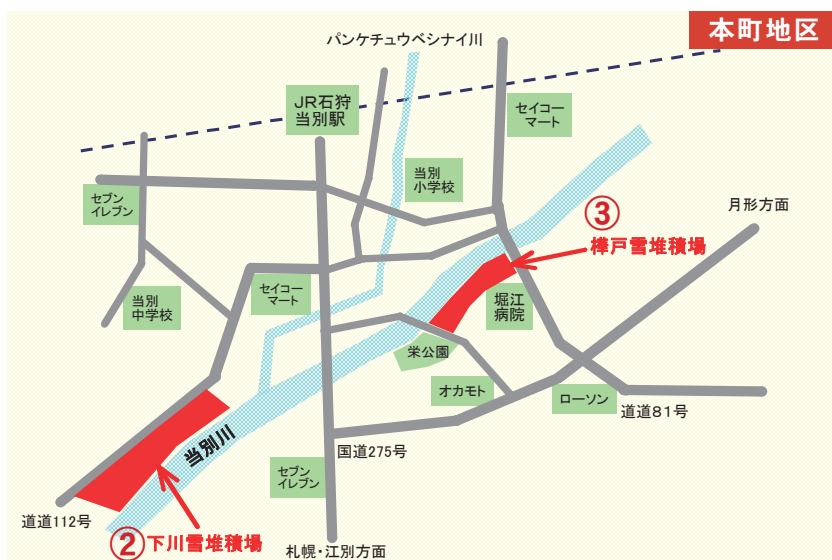 本町地区
パンケチュウベシナイ川
JR石狩
当別駅
セイコー
マート
当別
小学校
セブン
イレブン
月形方面
③
樺戸雪堆積場
セイコー
マート
当別
中学校
堀江
病院
栄公園
オカモト
ローソン
道道81号
当別川
国道275号
セブン
イレブン
道道112号
②下川雪堆積場
札幌・江別方面